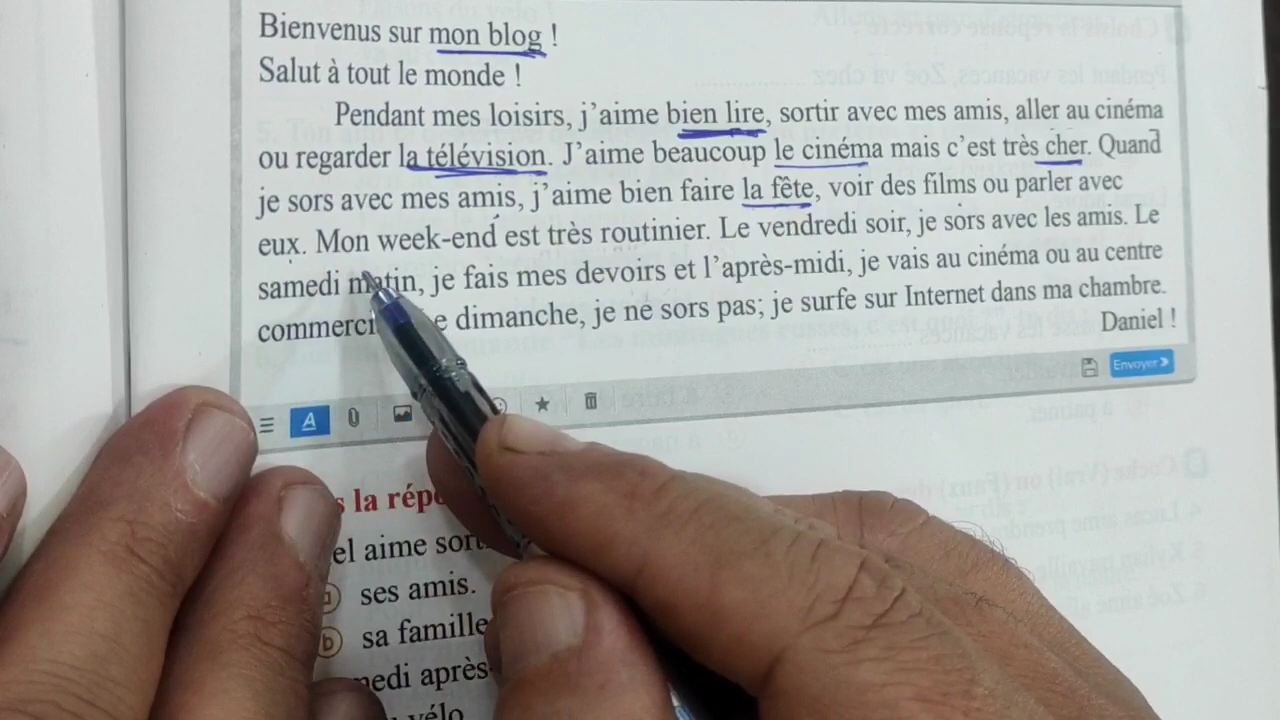 Bienvenus sur mon blog !
Salut à tout le monde !
Pendant mes loisirs, j'aime bien lire, sortir avec mes amis, aller au cinéma
ou regarder la télévision. J'aime beaucoup le cinéma mais c'est très cher. Quand
je sors avec mes amis, j'aime bien faire la fête, voir des films ou parler avec
eux. Mon week-end est très routinier. Le vendredi soir, je sors avec les amis. Le
samedi matin, je fais mes devoirs et l'après-midi, je vais au cinéma ou au centre
dimanche, je ne sors pas; je surfe sur Internet dans ma chambre.
Daniel !
Envoyer
A
la
aime
a ses amis.
b sa famille
après-
vélo